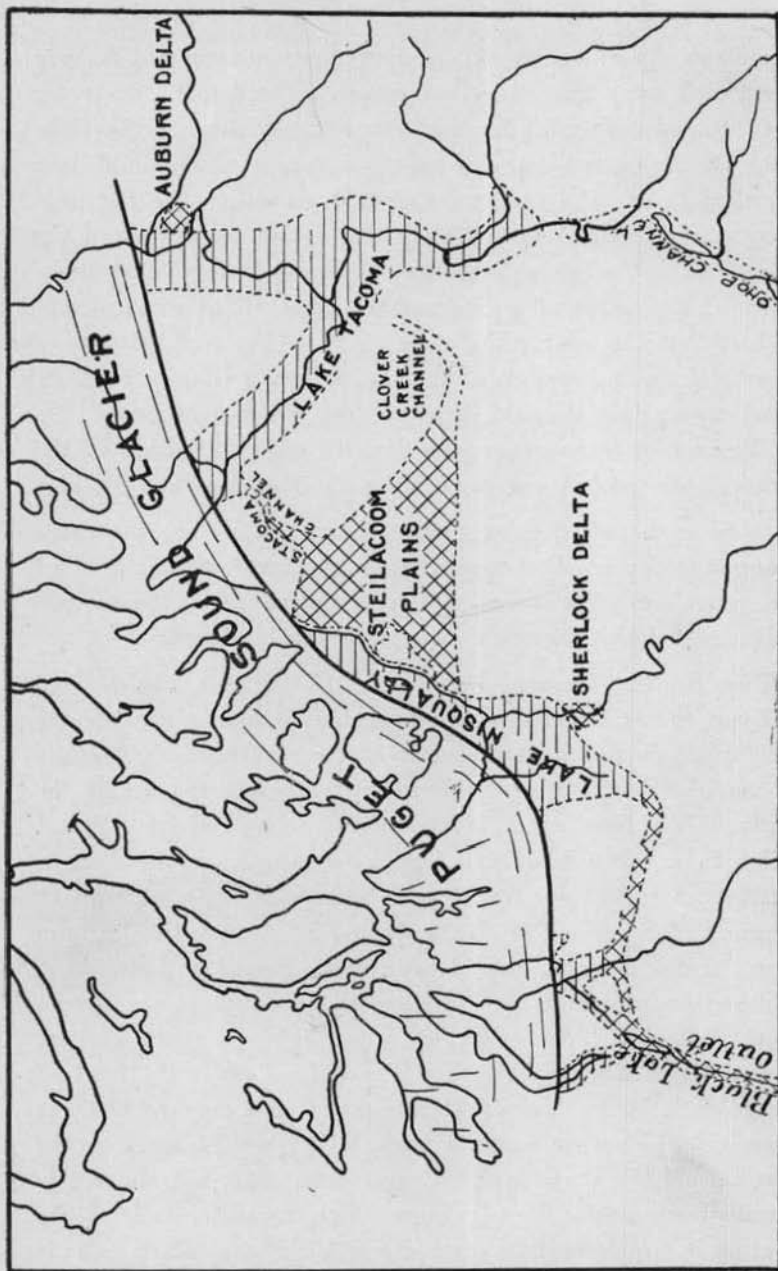 AUBURN DELTA
PUGET SOUND GLACIER
LAKE TACOMA
CLOVER
CREEK
CHANNEL
S TACOMA
CHANNEL
STEILACOOM
PLAINS
LAKE NISQUALLY
SHERLOCK DELTA
OHOP CHANNEL
Black Lake
Outlet